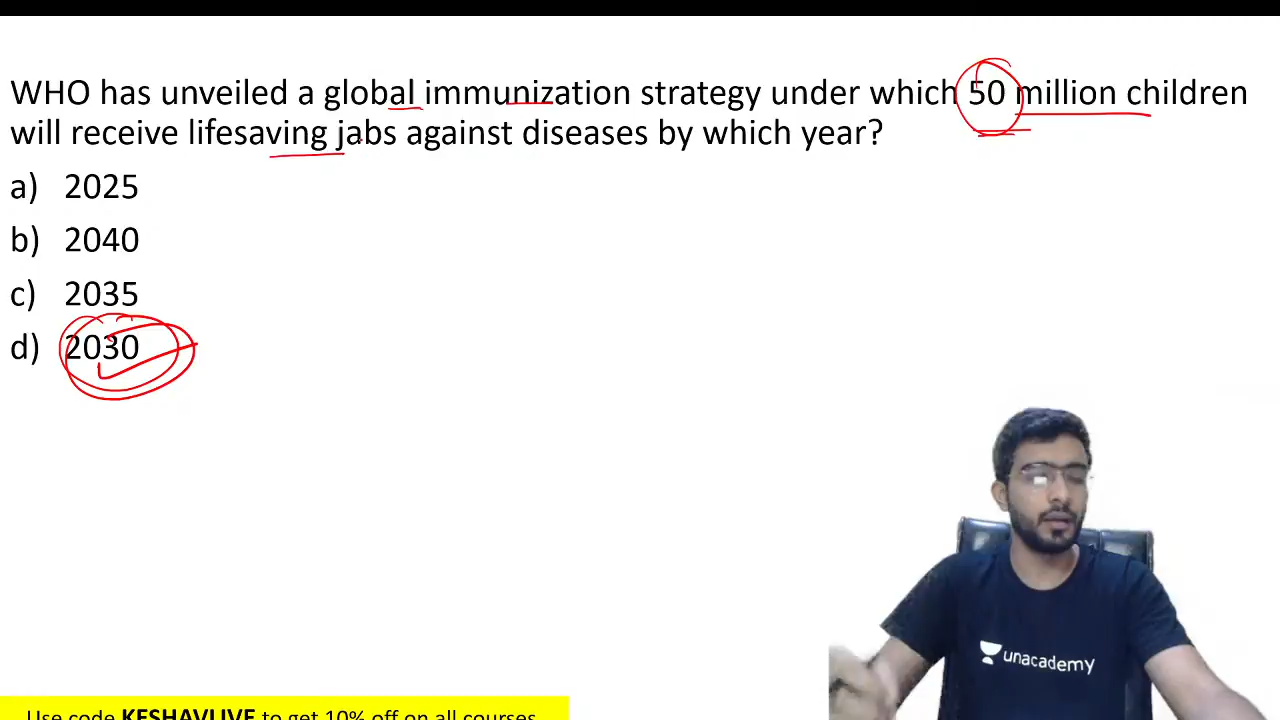 WHO has unveiled a global immunization strategy under which 50 million children
will receive lifesaving jabs against diseases by which year?
a) 2025
b) 2040
c) 2035
d) 2030
unacademy
Use code KESHAVLIVE to get 10% off on all courses